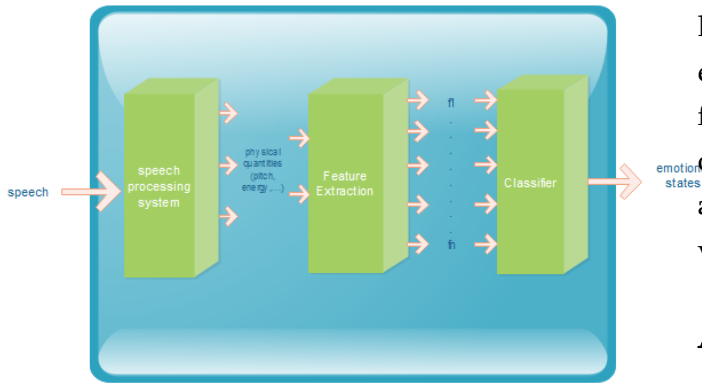 speech
speech
processing
system
physical
quantities
(pitch,
energy,...)
Feature
Extraction
f1
.
.
.
.
.
.
.
fn
Classifier
emotion
states